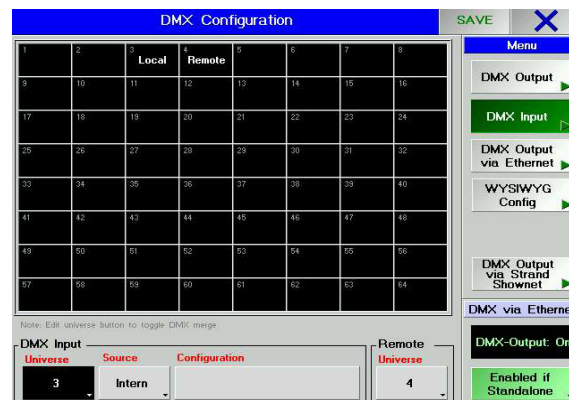 DMX Configuration
SAVE
X
Menu
1 2 3 4 5 6 7 8
Local Remote
9 10 11 12 13 14 15 16
17 18 19 20 21 22 23 24
25 26 27 28 29 30 31 32
33 34 35 36 37 38 39 40
41 42 43 44 45 46 47 48
49 50 51 52 53 54 55 56
57 58 59 60 61 62 63 64
DMX Output
DMX Input
DMX Output
via Ethernet
WYSIWYG
Config
DMX Output
via Strand
Shownet
Note: Edit universe button to toggle DMX merge
DMX Input
Universe Source Configuration
3 Intern
Remote
Universe
4
DMX via Etherne
DMX-Output: On
Enabled if
Standalone